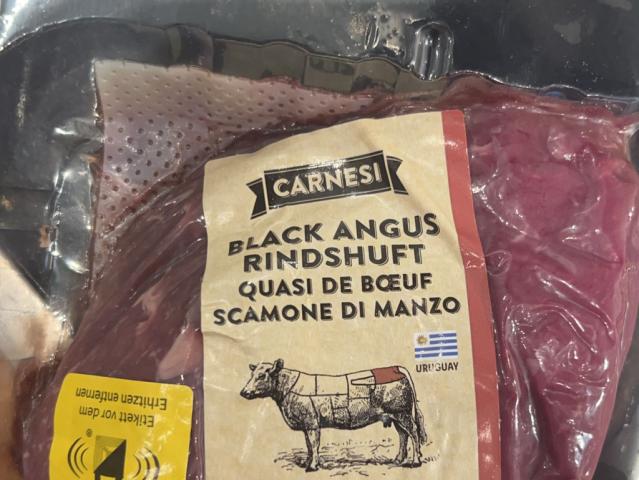 CARNESI
BLACK ANGUS
RINDSHUFT
QUASI DE BŒUF
SCAMONE DI MANZO
URUGUAY
Etikett vor dem
Erhitzen entfernen
®